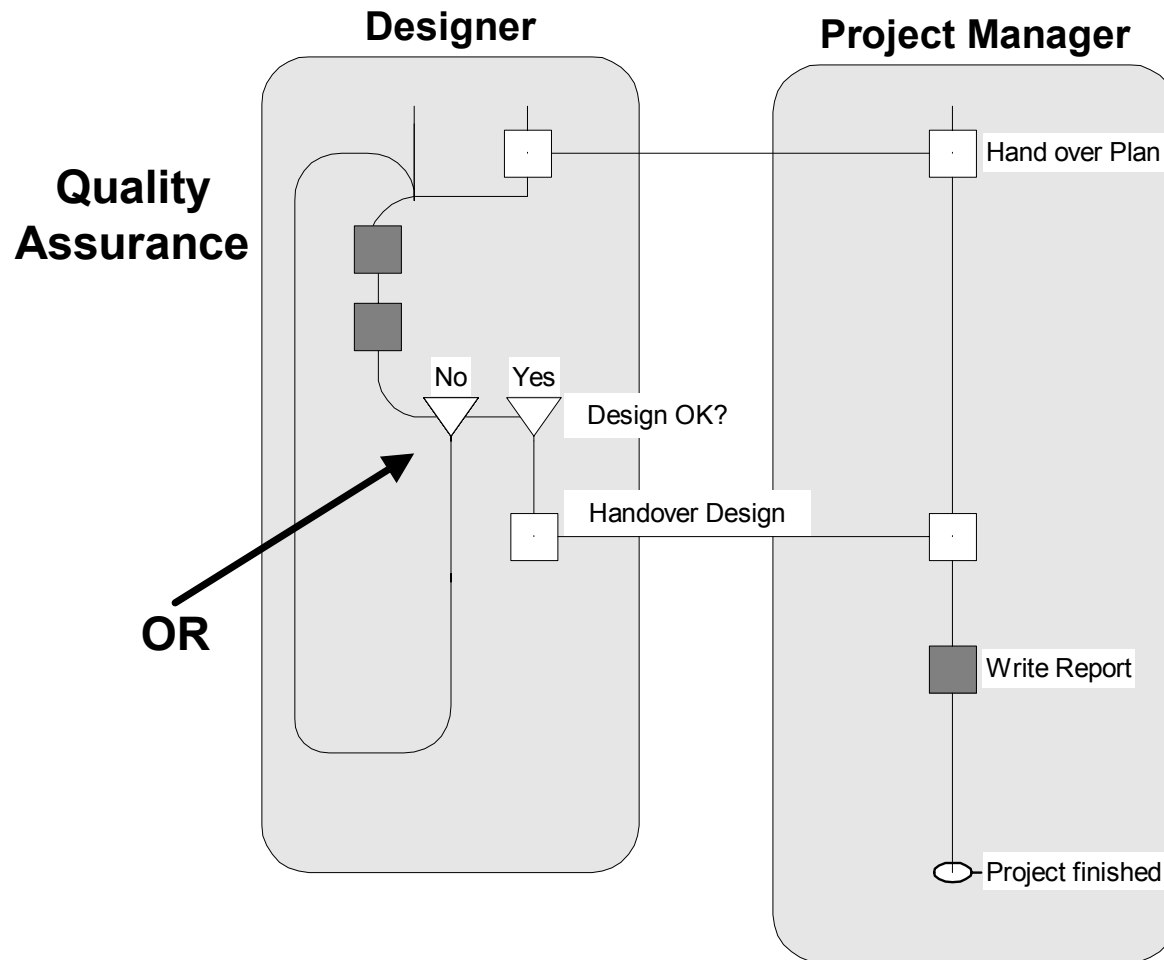 Designer
Project Manager
Hand over Plan
Quality
Assurance
No
Yes
Design OK?
Handover Design
OR
Write Report
Project finished